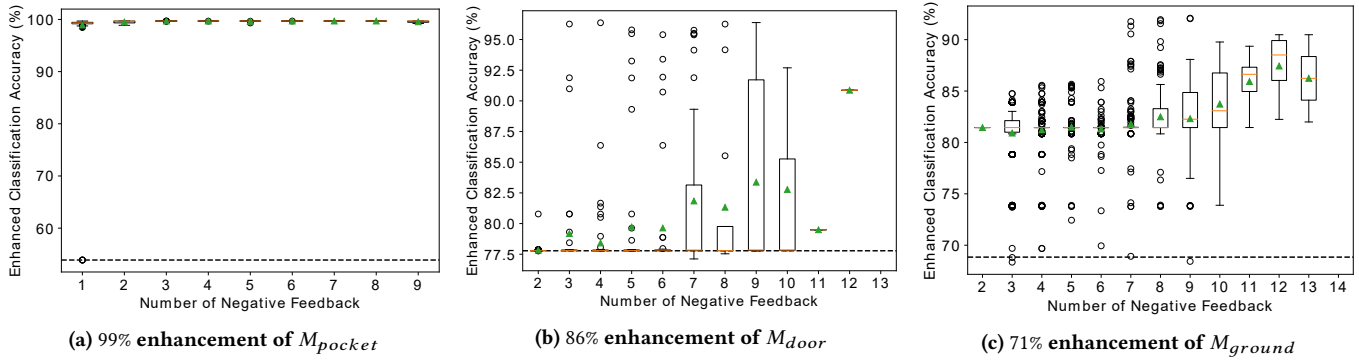 Enhanced Classification Accuracy (%)
100
90
80
70
60
1 2 3 4 5 6 7 8 9
Number of Negative Feedback
(a) 99% enhancement of M_pocket
Enhanced Classification Accuracy (%)
95.0
92.5
90.0
87.5
85.0
82.5
80.0
77.5
2 3 4 5 6 7 8 9 10 11 12 13
Number of Negative Feedback
(b) 86% enhancement of M_door
Enhanced Classification Accuracy (%)
90
85
80
75
70
2 3 4 5 6 7 8 9 10 11 12 13 14
Number of Negative Feedback
(c) 71% enhancement of M_ground